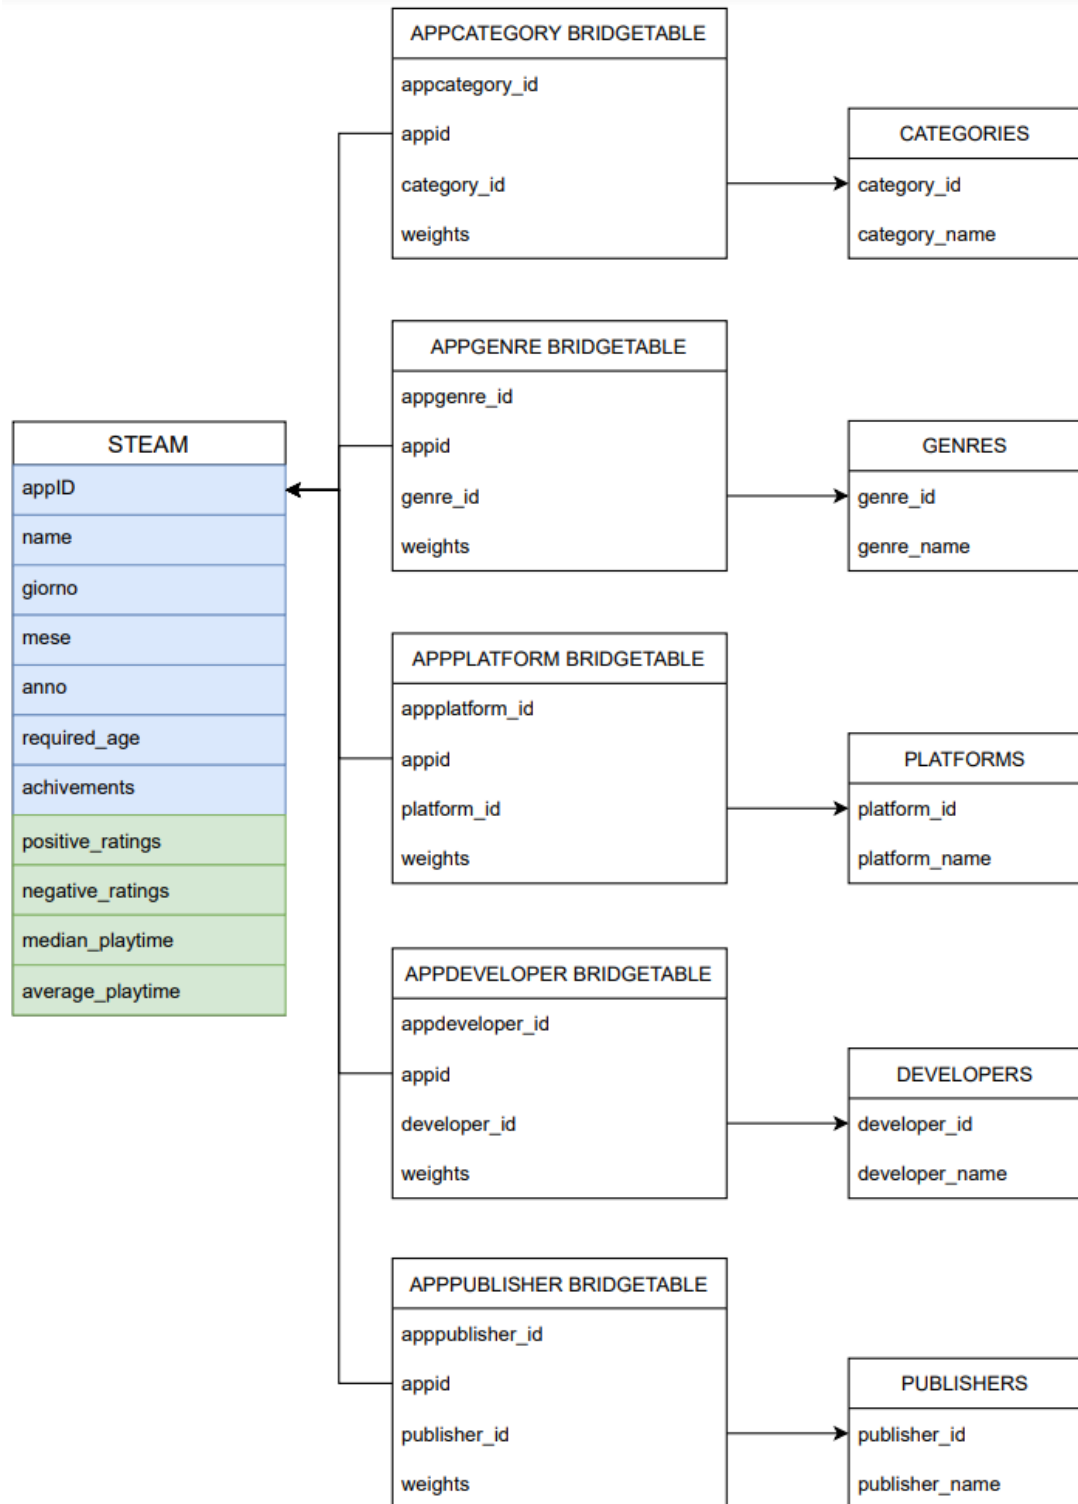 APPCATEGORY BRIDGETABLE
appcategory_id
appid
category_id
weights
CATEGORIES
category_id
category_name
APPGENRE BRIDGETABLE
appgenre_id
appid
genre_id
weights
GENRES
genre_id
genre_name
STEAM
appID
name
giorno
mese
anno
required_age
achivements
positive_ratings
negative_ratings
median_playtime
average_playtime
APPPLATFORM BRIDGETABLE
appplatform_id
appid
platform_id
weights
PLATFORMS
platform_id
platform_name
APPDEVELOPER BRIDGETABLE
appdeveloper_id
appid
developer_id
weights
DEVELOPERS
developer_id
developer_name
APPPUBLISHER BRIDGETABLE
apppublisher_id
appid
publisher_id
weights
PUBLISHERS
publisher_id
publisher_name